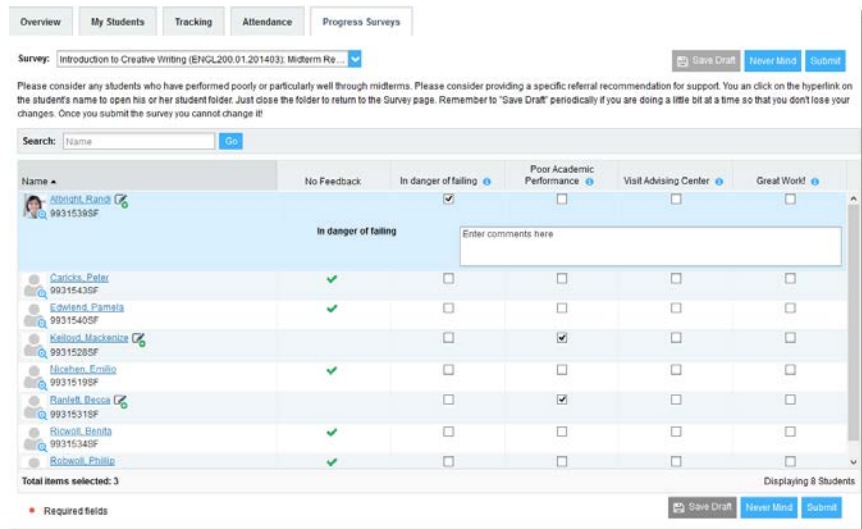 Overview My Students Tracking Attendance Progress Surveys
Survey: Introduction to Creative Writing (ENGL200.01.201403): Midterm Re... Save Draft Never Mind Submit
Please consider any students who have performed poorly or particularly well through midterms. Please consider providing a specific referral recommendation for support. You an click on the hyperlink on
the student's name to open his or her student folder. Just close the folder to return to the Survey page. Remember to "Save Draft" periodically if you are doing a little bit at a time so that you don't lose your
changes. Once you submit the survey you cannot change it!
Search: Name Go
Name No Feedback In danger of failing Poor Academic Performance Visit Advising Center Great Work!
Albright, Randi
9931539SF
In danger of failing Enter comments here
Caricks, Peter
9931543SF
Edwlend, Pamela
9931540SF
Kelloyd, Mackenize
9931528SF
Nicehen, Emilio
9931519SF
Ranlett, Becca
9931531SF
Ricwoll, Benita
9931534SF
Robwoll, Phillip
Total items selected: 3 Displaying 8 Students
Required fields Save Draft Never Mind Submit